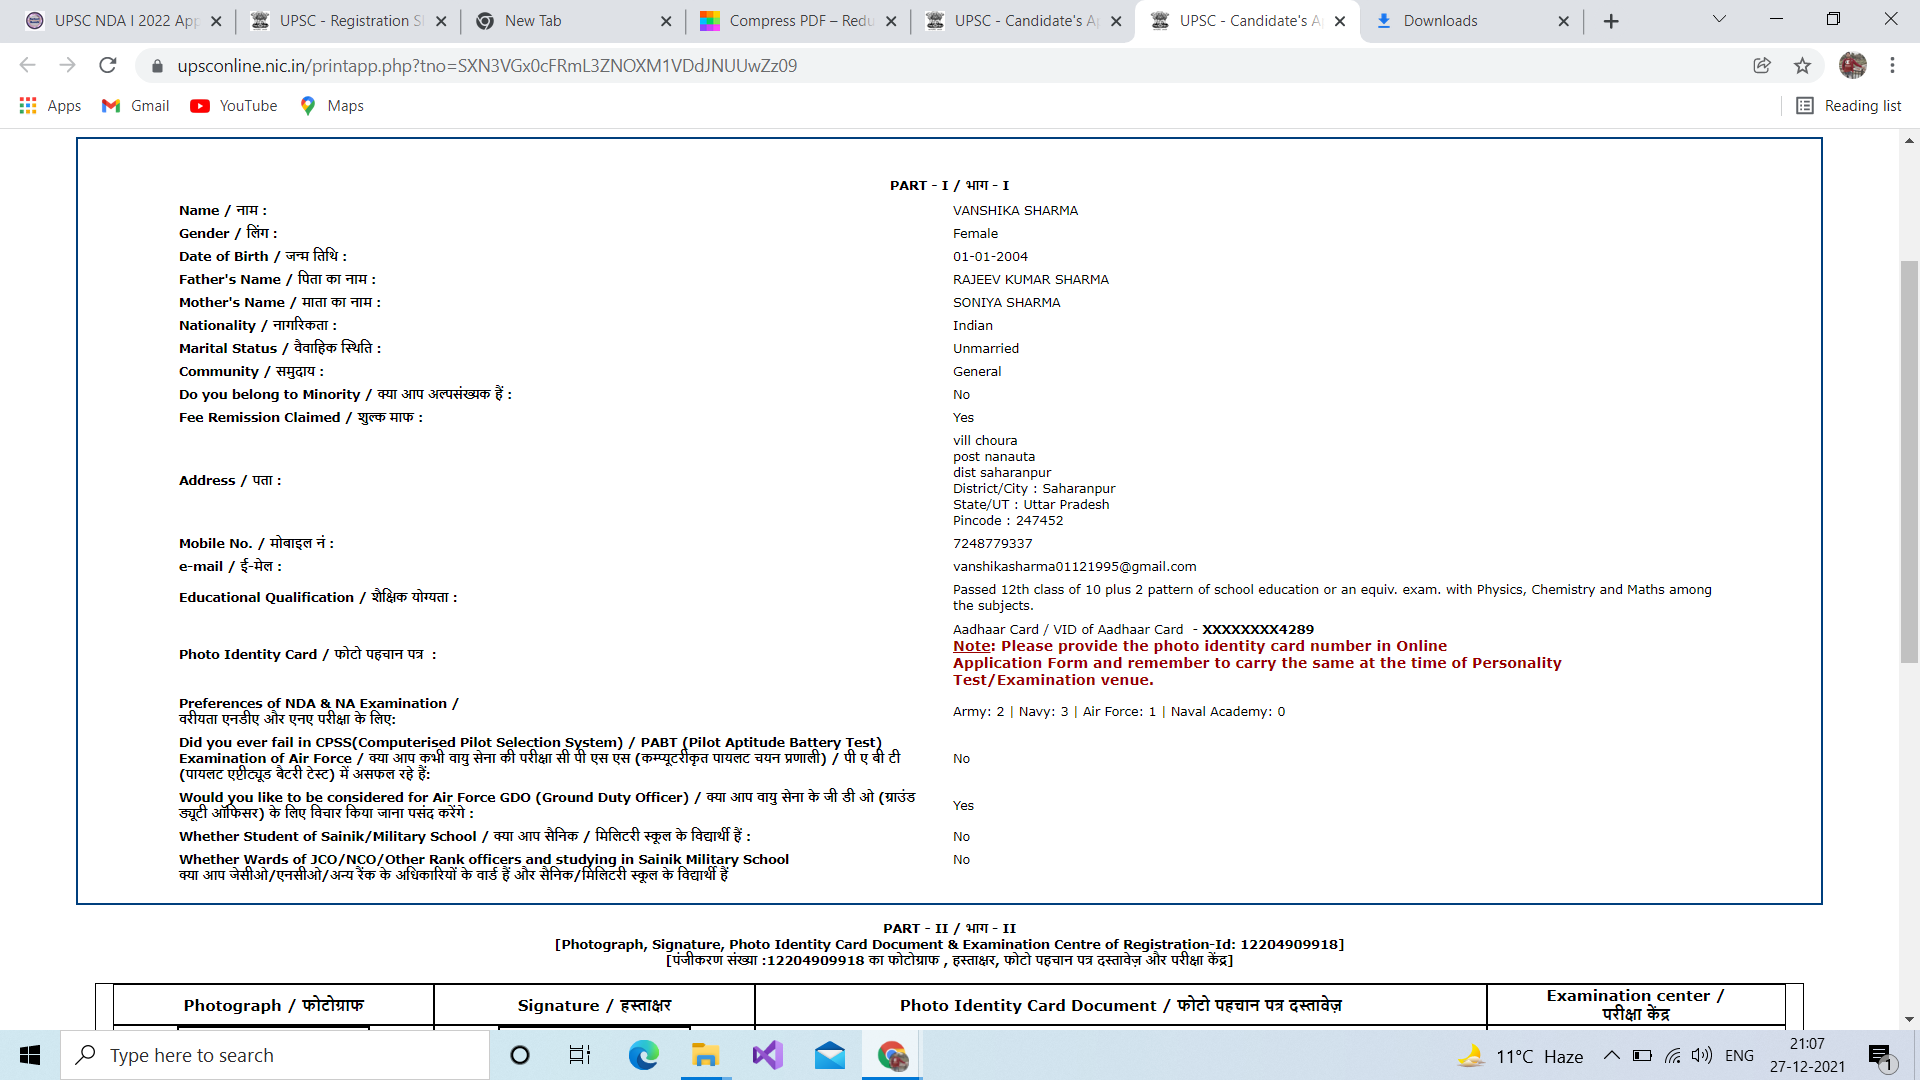 UPSC NDA I 2022 App
UPSC - Registration S
New Tab
Compress PDF – Redu
UPSC - Candidate's A
UPSC - Candidate's A
Downloads
upsconline.nic.in/printapp.php?tno=SXN3VGx0cFRmL3ZNOXM1VDdJNUUwZz09
Apps
Gmail
YouTube
Maps
Reading list
PART - I / भाग - I
Name / नाम : VANSHIKA SHARMA
Gender / लिंग : Female
Date of Birth / जन्म तिथि : 01-01-2004
Father's Name / पिता का नाम : RAJEEV KUMAR SHARMA
Mother's Name / माता का नाम : SONIYA SHARMA
Nationality / नागरिकता : Indian
Marital Status / वैवाहिक स्थिति : Unmarried
Community / समुदाय : General
Do you belong to Minority / क्या आप अल्पसंख्यक हैं : No
Fee Remission Claimed / शुल्क माफ : Yes
Address / पता :
vill choura
post nanauta
dist saharanpur
District/City : Saharanpur
State/UT : Uttar Pradesh
Pincode : 247452
Mobile No. / मोबाइल नं : 7248779337
e-mail / ई-मेल : vanshikasharma01121995@gmail.com
Educational Qualification / शैक्षिक योग्यता :
Passed 12th class of 10 plus 2 pattern of school education or an equiv. exam. with Physics, Chemistry and Maths among
the subjects.
Photo Identity Card / फोटो पहचान पत्र :
Aadhaar Card / VID of Aadhaar Card - XXXXXXXX4289
Note: Please provide the photo identity card number in Online
Application Form and remember to carry the same at the time of Personality
Test/Examination venue.
Preferences of NDA & NA Examination /
वरीयता एनडीए और एनए परीक्षा के लिए:
Army: 2 | Navy: 3 | Air Force: 1 | Naval Academy: 0
Did you ever fail in CPSS(Computerised Pilot Selection System) / PABT (Pilot Aptitude Battery Test)
Examination of Air Force / क्या आप कभी वायु सेना की परीक्षा सी पी एस एस (कम्प्यूटरीकृत पायलट चयन प्रणाली) / पी ए बी टी
(पायलट एप्टीट्यूड बैटरी टेस्ट) में असफल रहे हैं:
No
Would you like to be considered for Air Force GDO (Ground Duty Officer) / क्या आप वायु सेना के जी डी ओ (ग्राउंड
ड्यूटी ऑफिसर) के लिए विचार किया जाना पसंद करेंगे :
Yes
Whether Student of Sainik/Military School / क्या आप सैनिक / मिलिटरी स्कूल के विद्यार्थी हैं : No
Whether Wards of JCO/NCO/Other Rank officers and studying in Sainik Military School
क्या आप जेसीओ/एनसीओ/अन्य रैंक के अधिकारियों के वार्ड हैं और सैनिक/मिलिटरी स्कूल के विद्यार्थी हैं
No
PART - II / भाग - II
[Photograph, Signature, Photo Identity Card Document & Examination Centre of Registration-Id: 12204909918]
[पंजीकरण संख्या :12204909918 का फोटोग्राफ , हस्ताक्षर, फोटो पहचान पत्र दस्तावेज़ और परीक्षा केंद्र]
Photograph / फोटोग्राफ
Signature / हस्ताक्षर
Photo Identity Card Document / फोटो पहचान पत्र दस्तावेज़
Examination center /
परीक्षा केंद्र
Type here to search
11°C Haze
ENG
21:07
27-12-2021
1